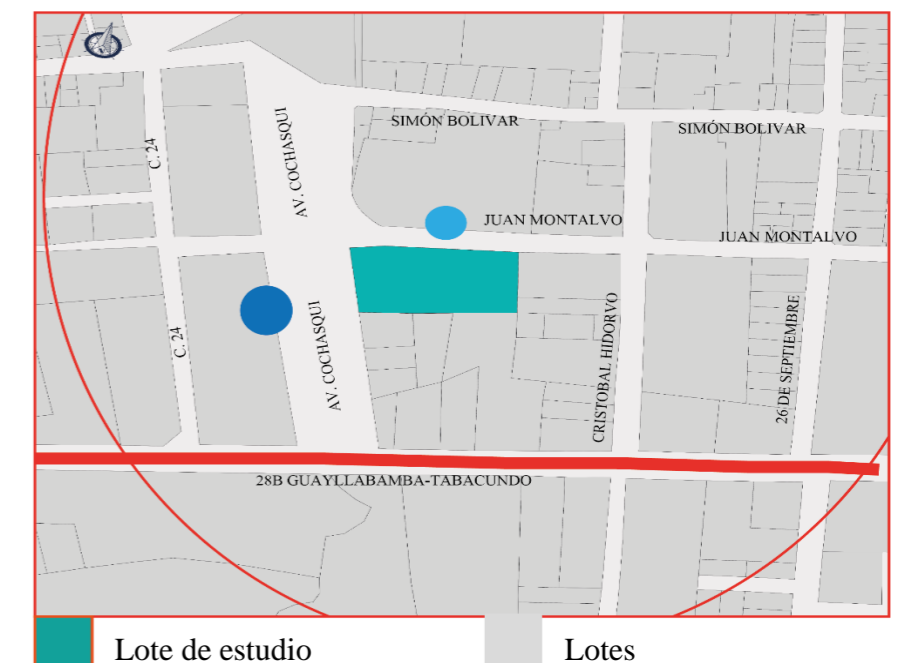 SIMÓN BOLIVAR
SIMÓN BOLIVAR
C. 24
AV. COCHASQUI
JUAN MONTALVO
JUAN MONTALVO
C. 24
AV. COCHASQUI
CRISTOBAL HIDORVO
26 DE SEPTIEMBRE
28B GUAYLLABAMBA-TABACUNDO
Lote de estudio
Lotes